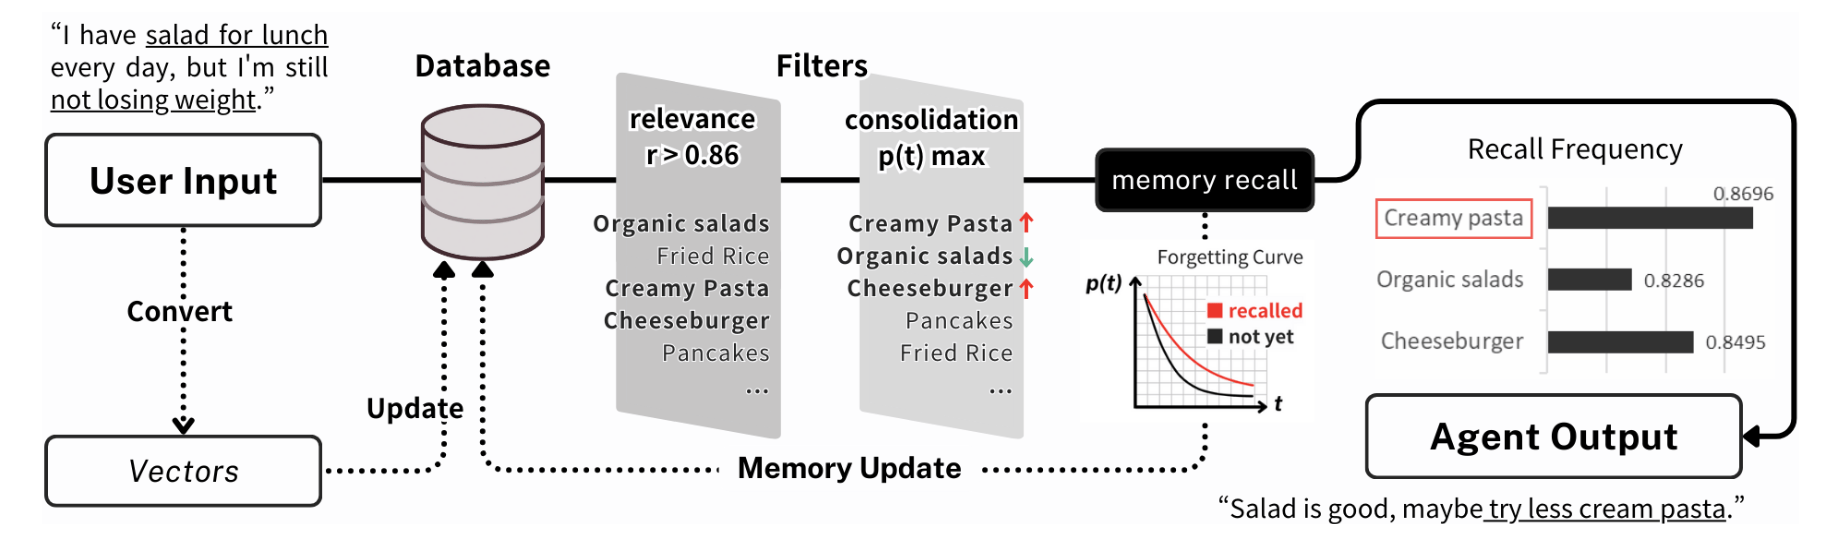 “I have salad for lunch
every day, but I'm still
not losing weight.”
User Input
Convert
Vectors
Update
Database
Filters
relevance
r > 0.86
Organic salads
Fried Rice
Creamy Pasta
Cheeseburger
Pancakes
...
consolidation
p(t) max
Creamy Pasta ↑
Organic salads ↓
Cheeseburger ↑
Pancakes
Fried Rice
...
memory recall
Forgetting Curve
p(t)
recalled
not yet
t
Memory Update
Recall Frequency
Creamy pasta 0.8696
Organic salads 0.8286
Cheeseburger 0.8495
Agent Output
“Salad is good, maybe try less cream pasta.”